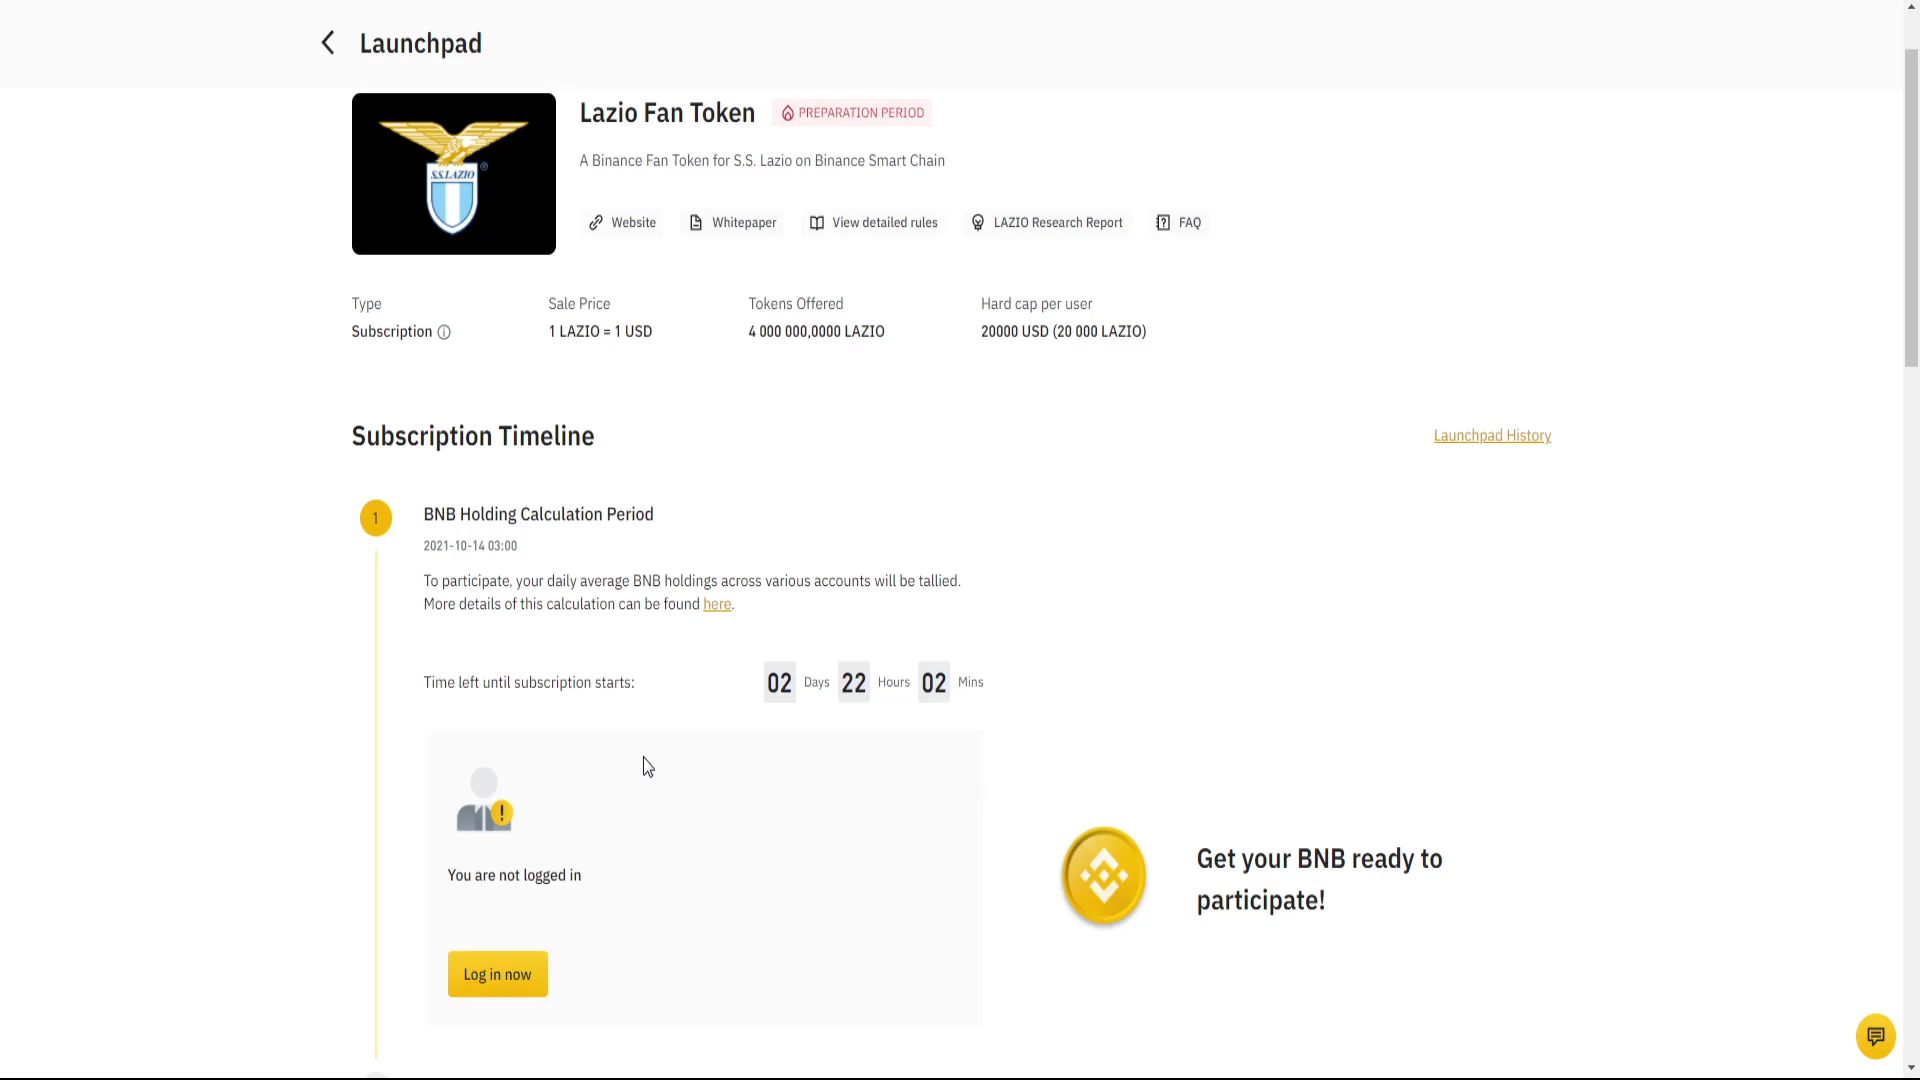 Launchpad
S.S.LAZIO
®
Lazio Fan Token
PREPARATION PERIOD
A Binance Fan Token for S.S. Lazio on Binance Smart Chain
Website Whitepaper View detailed rules LAZIO Research Report FAQ
Type Sale Price Tokens Offered Hard cap per user
Subscription 1 LAZIO = 1 USD 4 000 000,0000 LAZIO 20000 USD (20 000 LAZIO)
Subscription Timeline
Launchpad History
1
BNB Holding Calculation Period
2021-10-14 03:00
To participate, your daily average BNB holdings across various accounts will be tallied.
More details of this calculation can be found here.
Time left until subscription starts: 02 Days 22 Hours 02 Mins
You are not logged in
Log in now
Get your BNB ready to
participate!